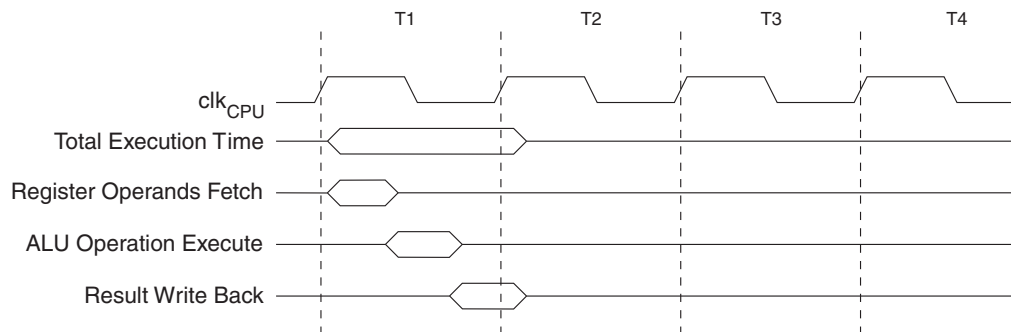 T1 T2 T3 T4
clkCPU
Total Execution Time
Register Operands Fetch
ALU Operation Execute
Result Write Back